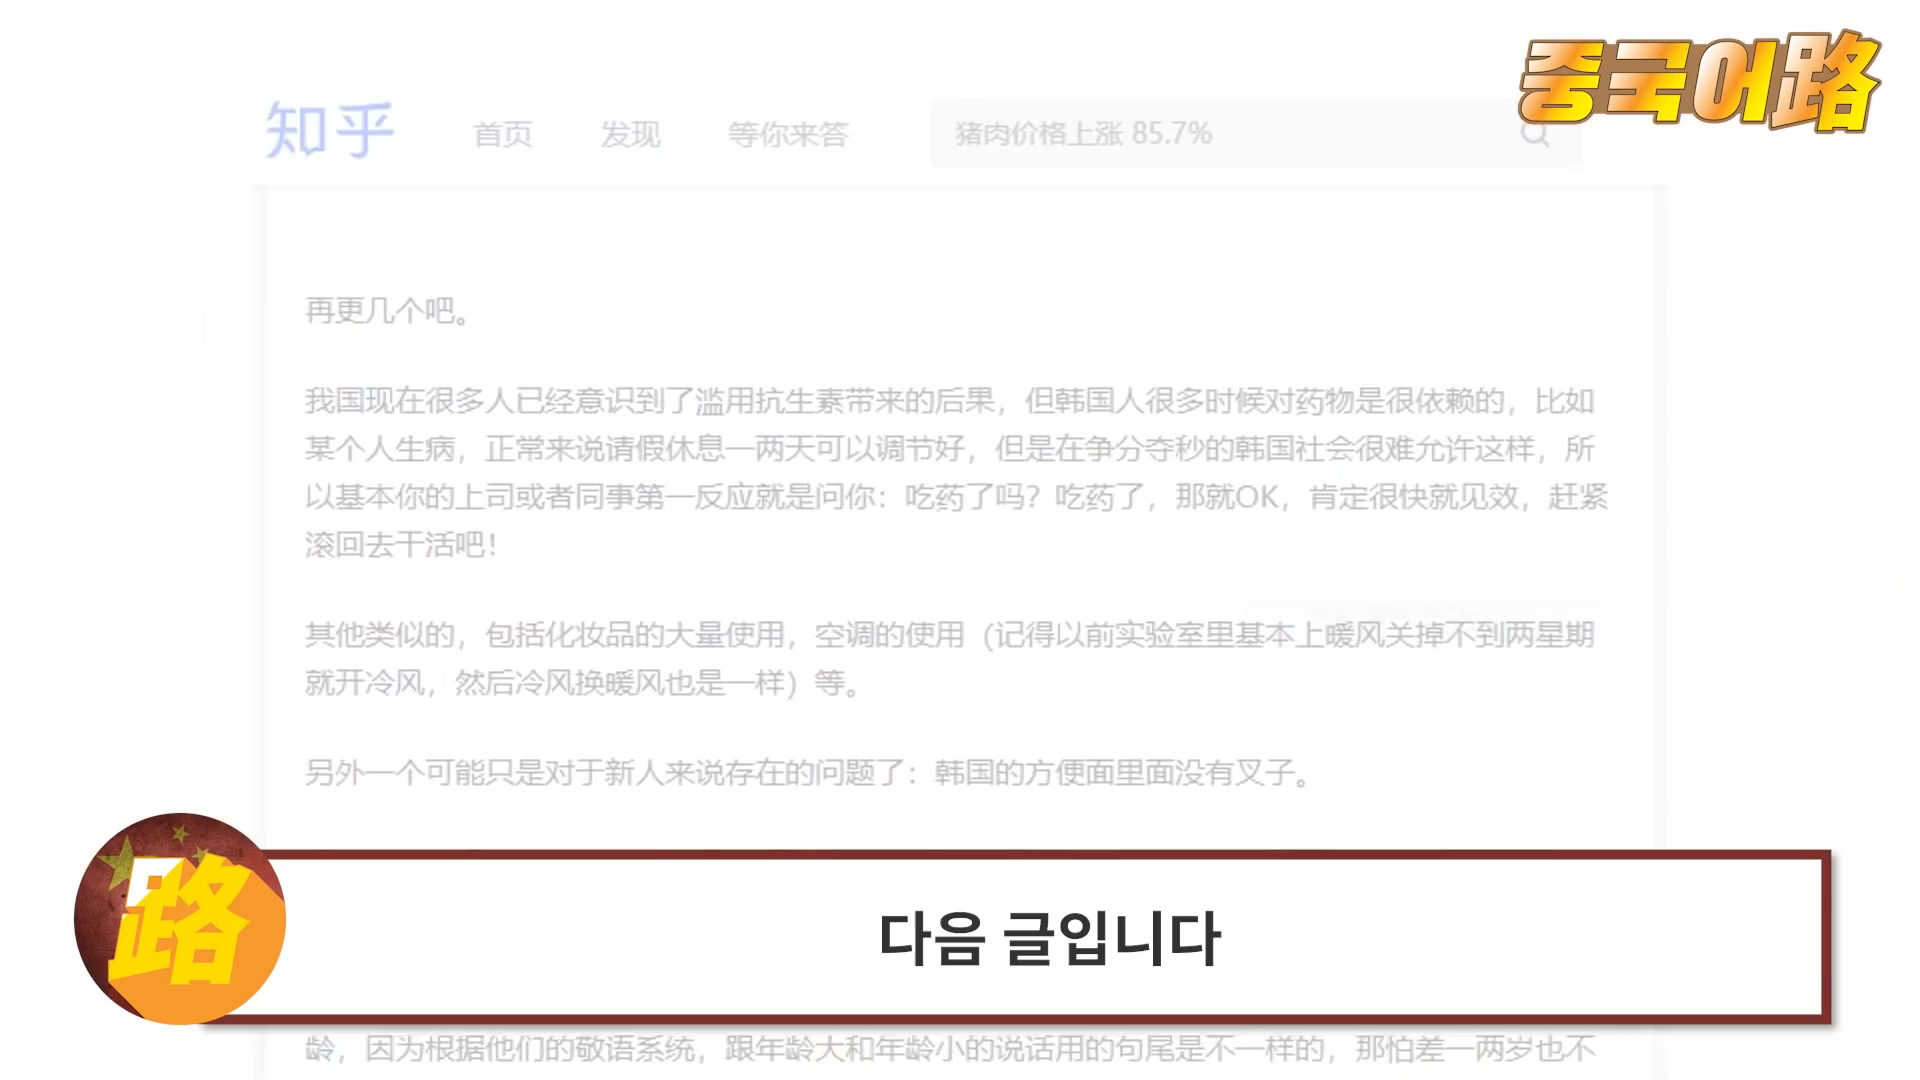 중국어路
知乎 首页 发现 等你来答 猪肉价格上涨 85.7%
再更几个吧。
我国现在很多人已经意识到了滥用抗生素带来的后果，但韩国人很多时候对药物是很依赖的，比如
某个人生病，正常来说请假休息一两天可以调节好，但是在争分夺秒的韩国社会很难允许这样，所
以基本你的上司或者同事第一反应就是问你：吃药了吗？吃药了，那就OK，肯定很快就见效，赶紧
滚回去干活吧！
其他类似的，包括化妆品的大量使用，空调的使用（记得以前实验室里基本上暖风关掉不到两星期
就开冷风，然后冷风换暖风也是一样）等。
另外一个可能只是对于新人来说存在的问题了：韩国的方便面里面没有叉子。
路
다음 글입니다
龄，因为根据他们的敬语系统，跟年龄大和年龄小的说话用的句尾是不一样的，那怕差一两岁也不